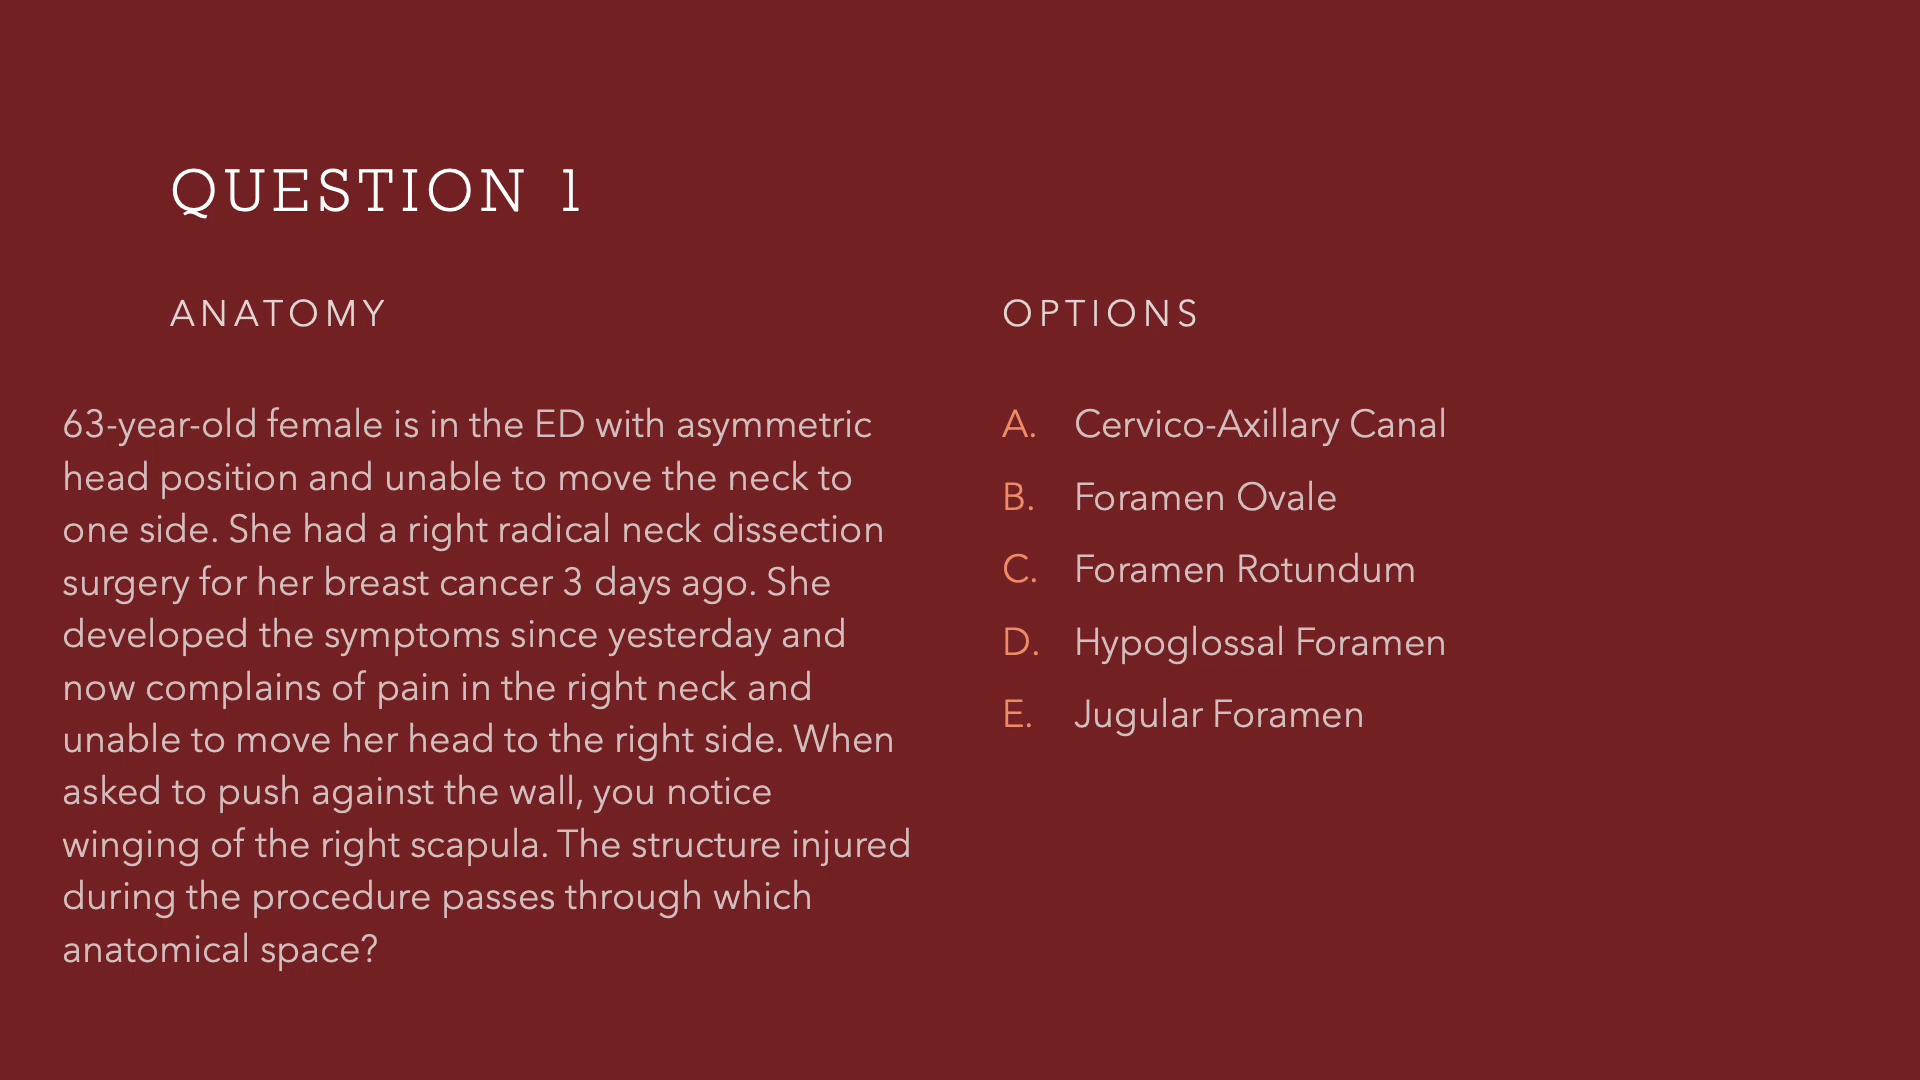 QUESTION 1
ANATOMY
63-year-old female is in the ED with asymmetric
head position and unable to move the neck to
one side. She had a right radical neck dissection
surgery for her breast cancer 3 days ago. She
developed the symptoms since yesterday and
now complains of pain in the right neck and
unable to move her head to the right side. When
asked to push against the wall, you notice
winging of the right scapula. The structure injured
during the procedure passes through which
anatomical space?
OPTIONS
A. Cervico-Axillary Canal
B. Foramen Ovale
C. Foramen Rotundum
D. Hypoglossal Foramen
E. Jugular Foramen